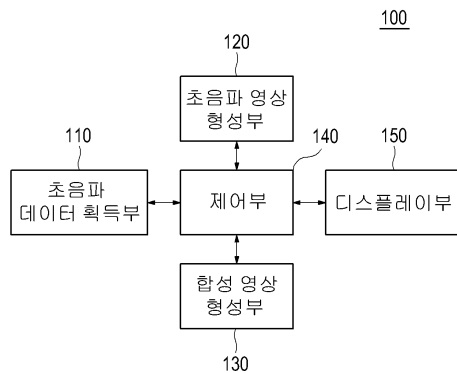 100
120
초음파 영상
형성부
110
140
150
초음파
데이터 획득부
제어부
디스플레이부
합성 영상
형성부
130